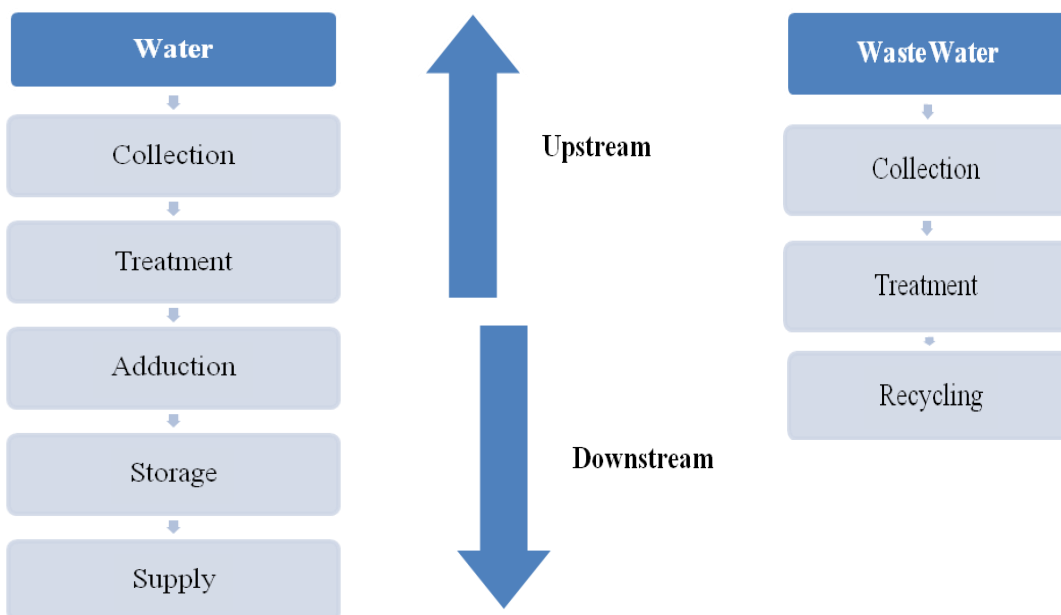 Water
Collection
Treatment
Adduction
Storage
Supply
Upstream
Downstream
WasteWater
Collection
Treatment
Recycling